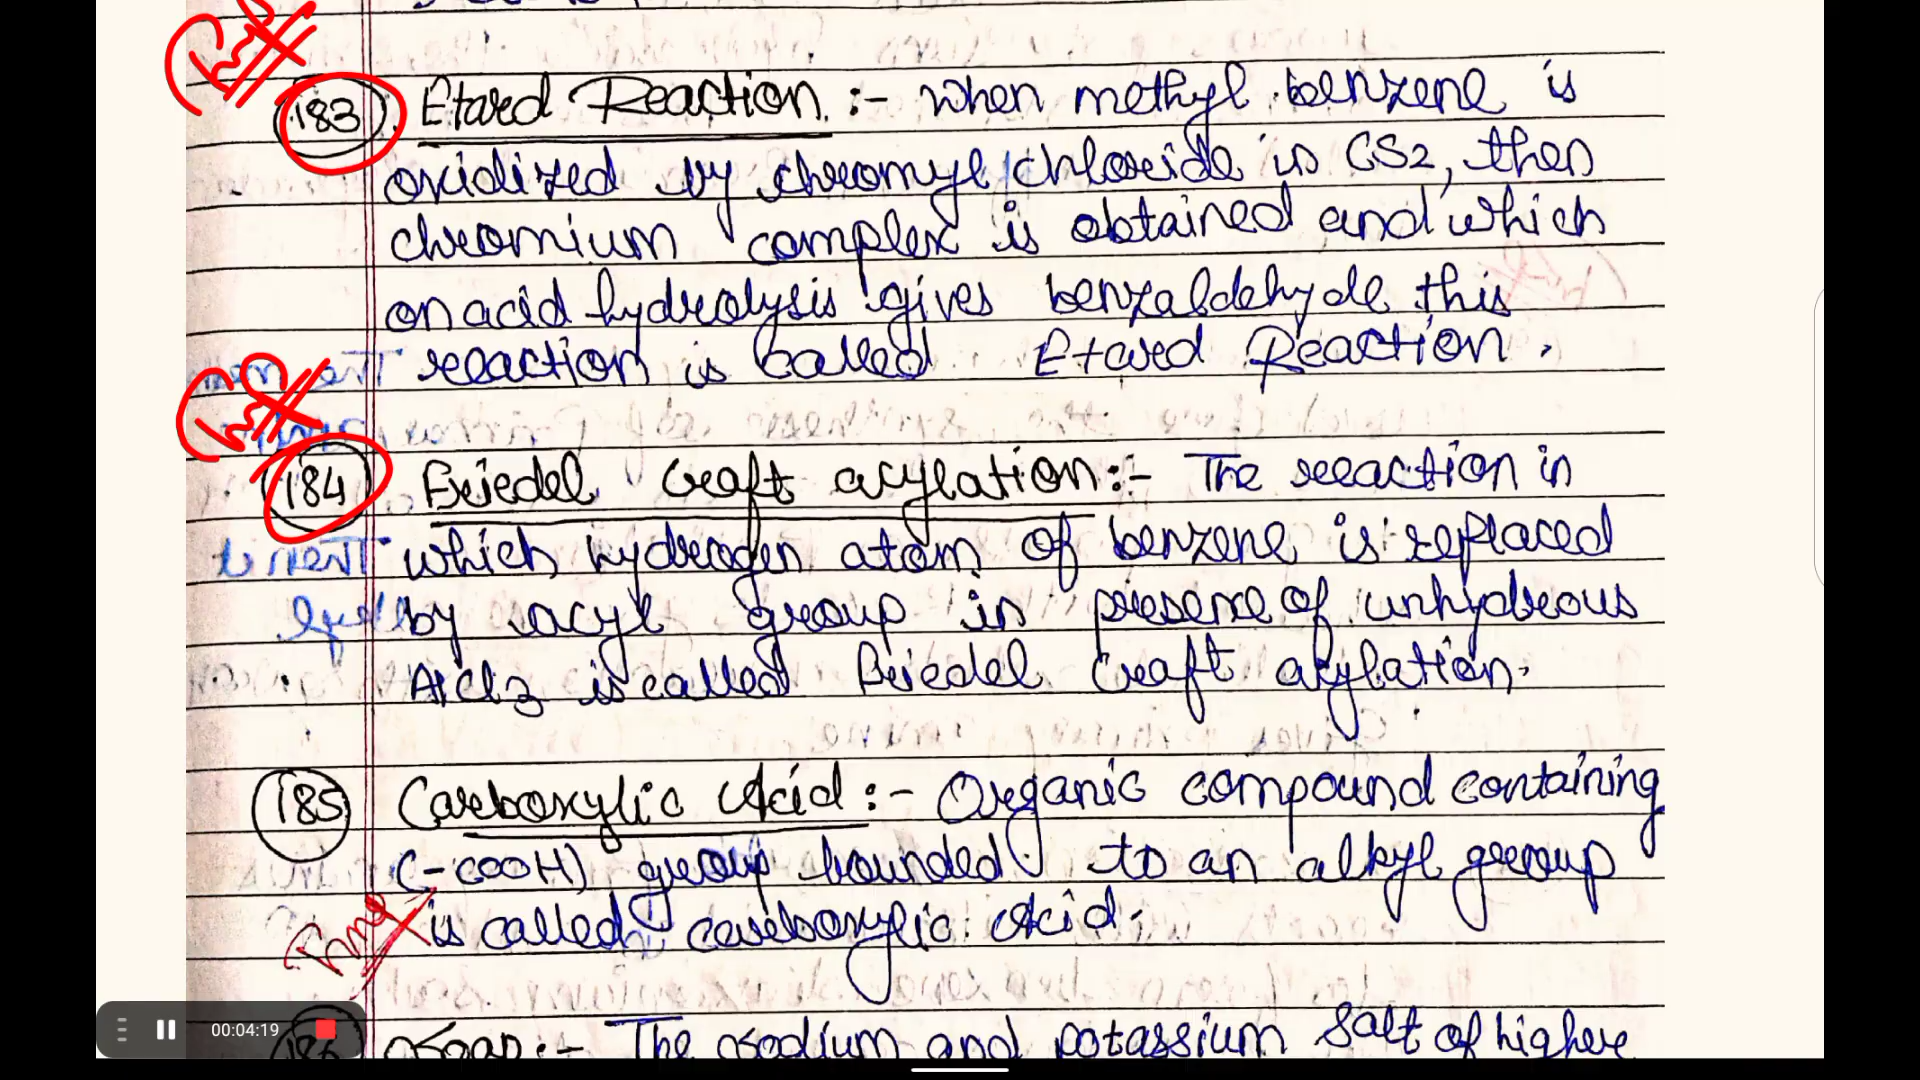 183 Etard Reaction :- When methyl benzene is
oxidized by chromyl chloride in CS2, then
chromium complex is obtained and which
on acid hydrolysis gives benzaldehyde this
reaction is called Etard Reaction.
184 Friedel Craft acylation :- The reaction in
which hydrogen atom of benzene is replaced
by acyl group in presence of unhydrous
AlCl3 is called Friedel Craft akylation.
185 Carboxylic Acid :- Organic compound containing
(-COOH) group bounded to an alkyl group
is called carboxylic Acid.
Soap :- The sodium and potassium salt of higher
00:04:19